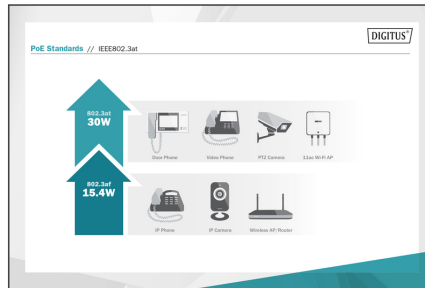 DIGITUS®
PoE Standards // IEEE802.3at
802.3at
30W
Door Phone Video Phone PTZ Camera 11ac Wi-Fi AP
802.3af
15.4W
IP Phone IP Camera Wireless AP/Router